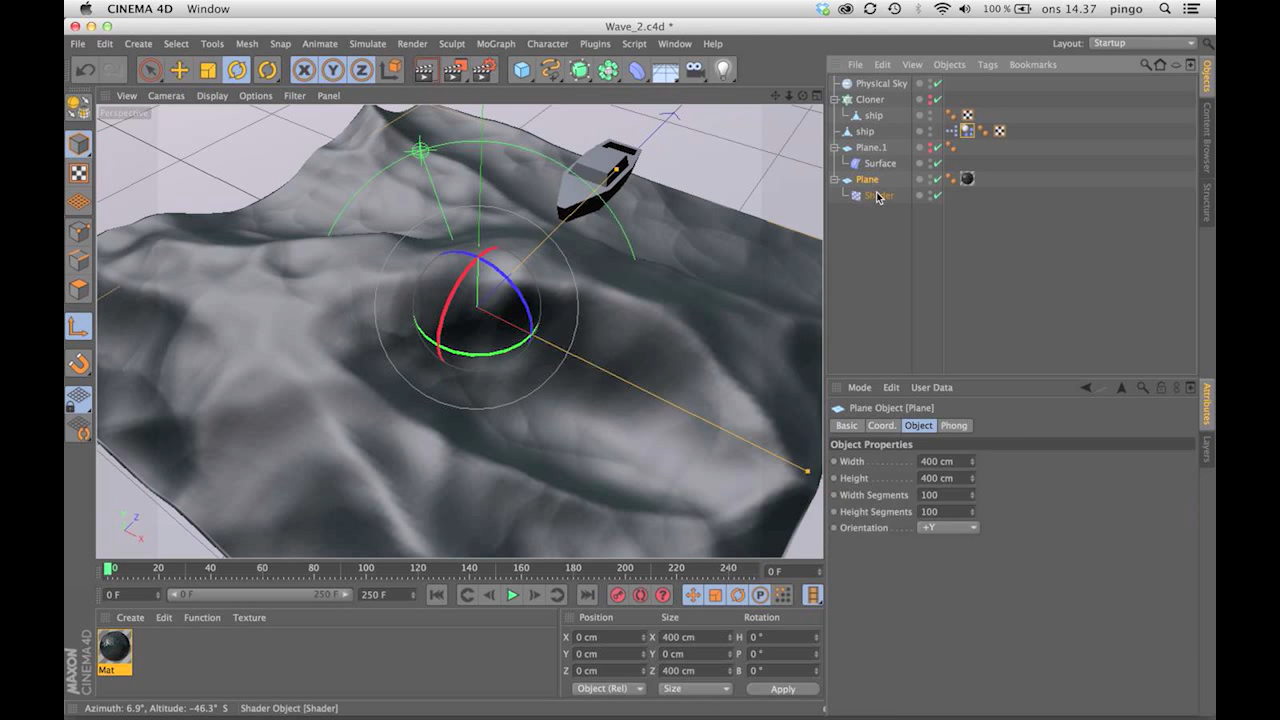 CINEMA 4D Window 100 % ons 14.37 pingo
Wave_2.c4d *
File Edit Create Select Tools Mesh Snap Animate Simulate Render Sculpt MoGraph Character Plugins Script Window Help Layout: Startup
X Y Z
File Edit View Objects Tags Bookmarks
View Cameras Display Options Filter Panel
Perspective
Physical Sky
Cloner
ship
ship
Plane.1
Surface
Plane
Shader
Objects
Content Browser
Structure
Mode Edit User Data
Plane Object [Plane]
Basic Coord. Object Phong
Object Properties
Width 400 cm
Height 400 cm
Width Segments 100
Height Segments 100
Orientation +Y
Attributes
Layers
Y Z X
0 20 40 60 80 100 120 140 160 180 200 220 240 0 F
0 F 0 F 250 F 250 F P
Create Edit Function Texture
Mat
MAXON
CINEMA 4D
Position Size Rotation
X 0 cm X 400 cm H 0 °
Y 0 cm Y 0 cm P 0 °
Z 0 cm Z 400 cm B 0 °
Object (Rel) Size Apply
Azimuth: 6.9°, Altitude: -46.3° S Shader Object [Shader]